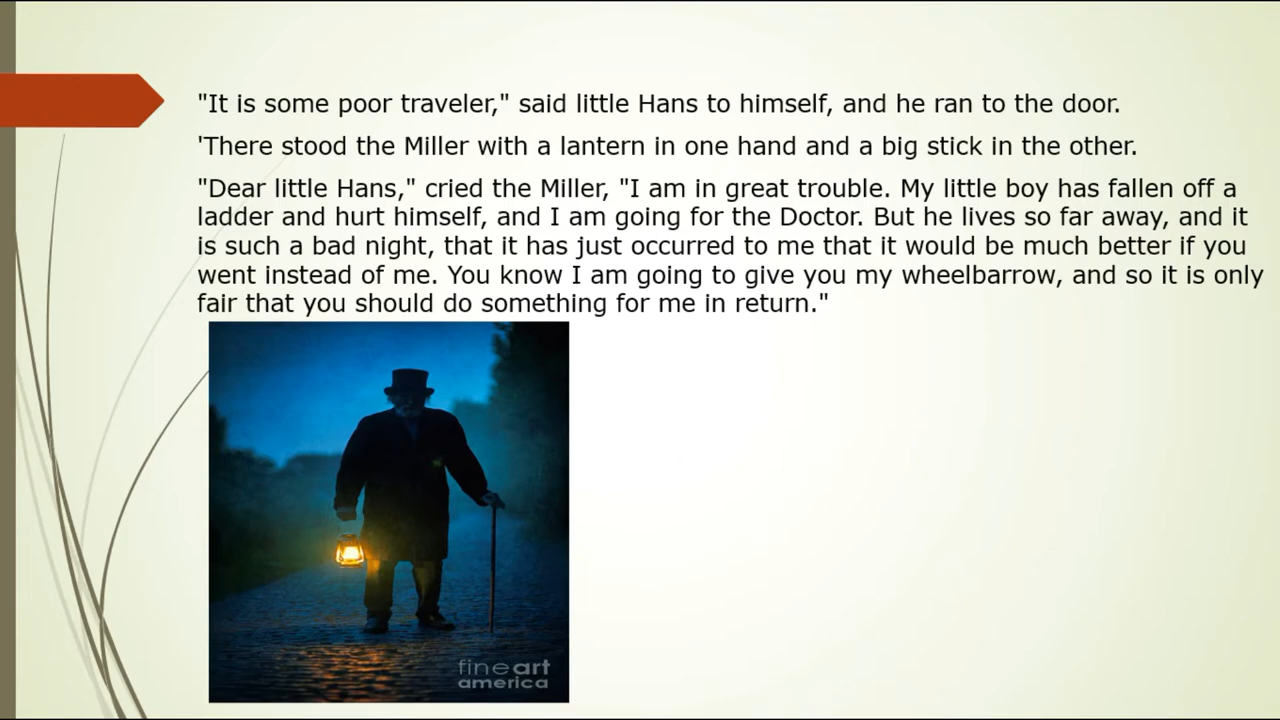 "It is some poor traveler," said little Hans to himself, and he ran to the door.
'There stood the Miller with a lantern in one hand and a big stick in the other.
"Dear little Hans," cried the Miller, "I am in great trouble. My little boy has fallen off a
ladder and hurt himself, and I am going for the Doctor. But he lives so far away, and it
is such a bad night, that it has just occurred to me that it would be much better if you
went instead of me. You know I am going to give you my wheelbarrow, and so it is only
fair that you should do something for me in return."
fineart
america